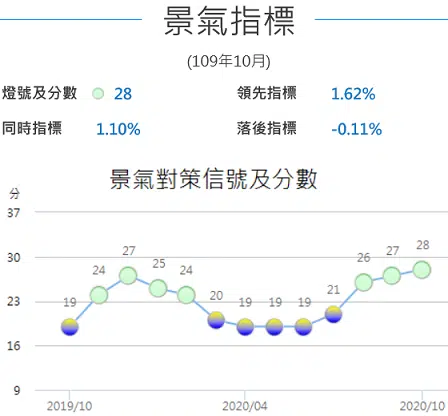 景氣指標
(109年10月)
燈號及分數 28 領先指標 1.62%
同時指標 1.10% 落後指標 -0.11%
景氣對策信號及分數
分
37
30
23
16
9
19 24 27 25 24 20 19 19 19 21 26 27 28
2019/10 2020/04 2020/10